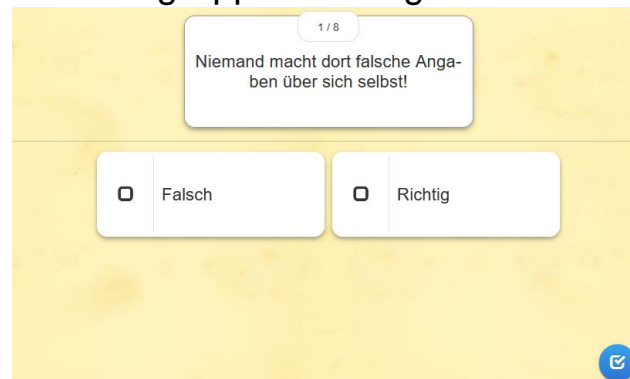 1 / 8
Niemand macht dort falsche Anga-
ben über sich selbst!
Falsch
Richtig